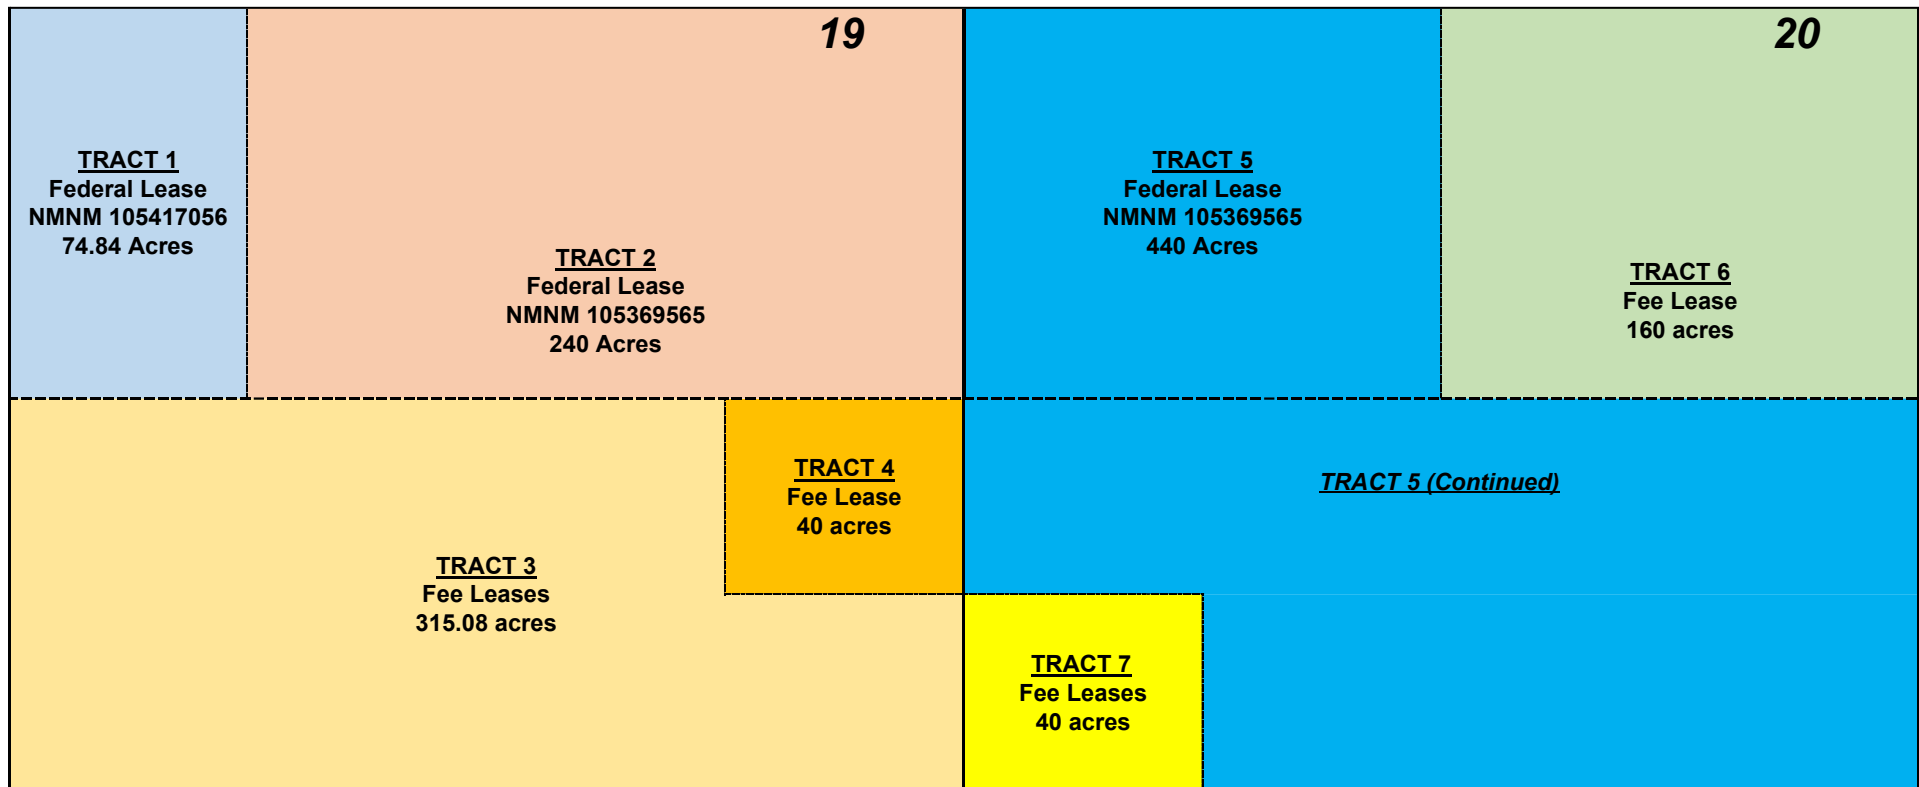 19
20
TRACT 1
Federal Lease
NMNM 105417056
74.84 Acres
TRACT 2
Federal Lease
NMNM 105369565
240 Acres
TRACT 5
Federal Lease
NMNM 105369565
440 Acres
TRACT 6
Fee Lease
160 acres
TRACT 3
Fee Leases
315.08 acres
TRACT 4
Fee Lease
40 acres
TRACT 5 (Continued)
TRACT 7
Fee Leases
40 acres